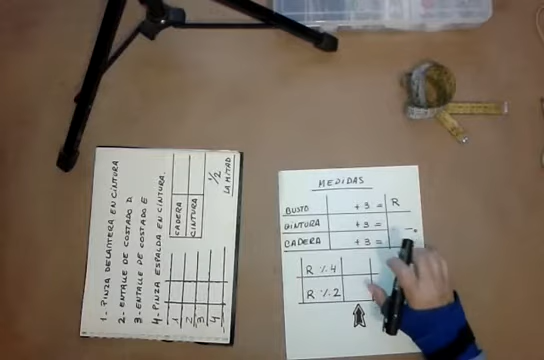 1- PINZA DELANTERA EN CINTURA
2- ENTALLE DE COSTADO D
3- ENTALLE DE COSTADO E
4- PINZA ESPALDA EN CINTURA.
CADERA
CINTURA
1/2
LA MITAD
1
2
3
4
MEDIDAS
BUSTO +3 = R
CINTURA +3 =
CADERA +3 =
R ٪ 4
R ٪ 2